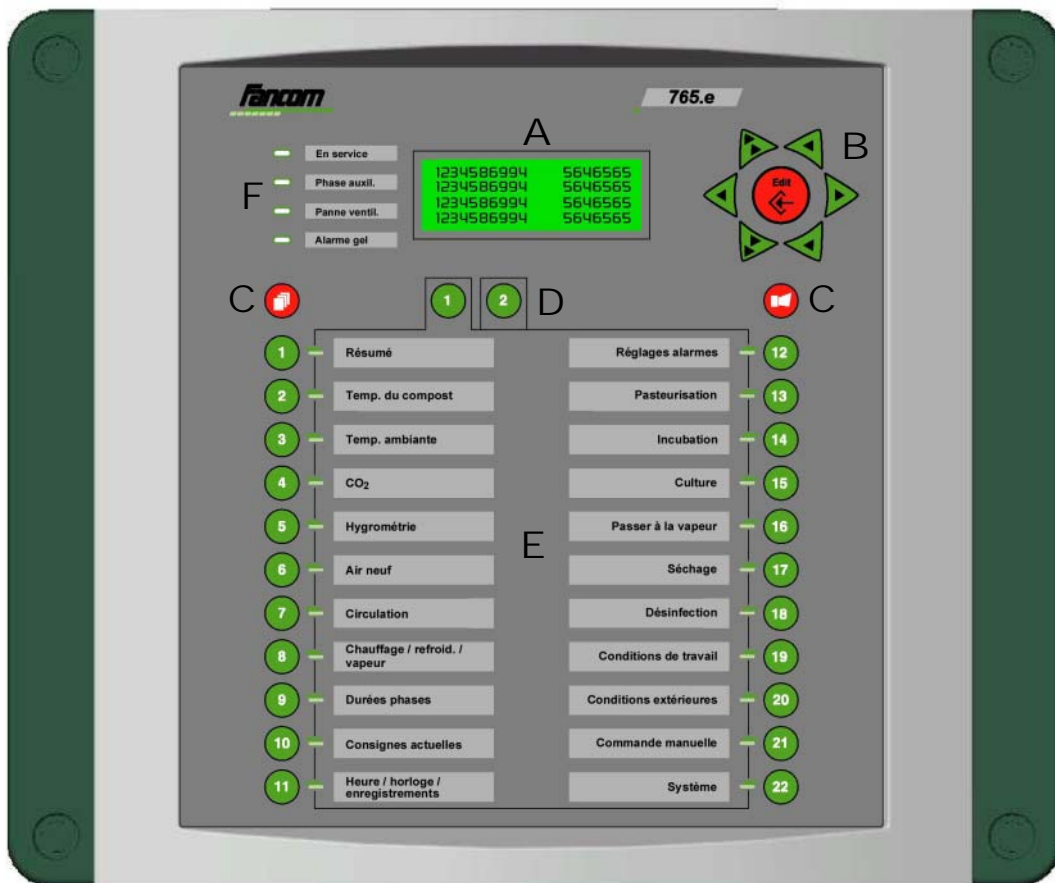 Fancom
765.e
A
B
En service
F
Phase auxil.
Panne ventil.
Alarme gel
1234586994 5646565
1234586994 5646565
1234586994 5646565
1234586994 5646565
Edit
C
1
2
D
C
1 Résumé
Réglages alarmes 12
2 Temp. du compost
Pasteurisation 13
3 Temp. ambiante
Incubation 14
4 CO₂
Culture 15
5 Hygrométrie
E
Passer à la vapeur 16
6 Air neuf
Séchage 17
7 Circulation
Désinfection 18
8 Chauffage / refroid. /
vapeur
Conditions de travail 19
9 Durées phases
Conditions extérieures 20
10 Consignes actuelles
Commande manuelle 21
11 Heure / horloge /
enregistrements
Système 22